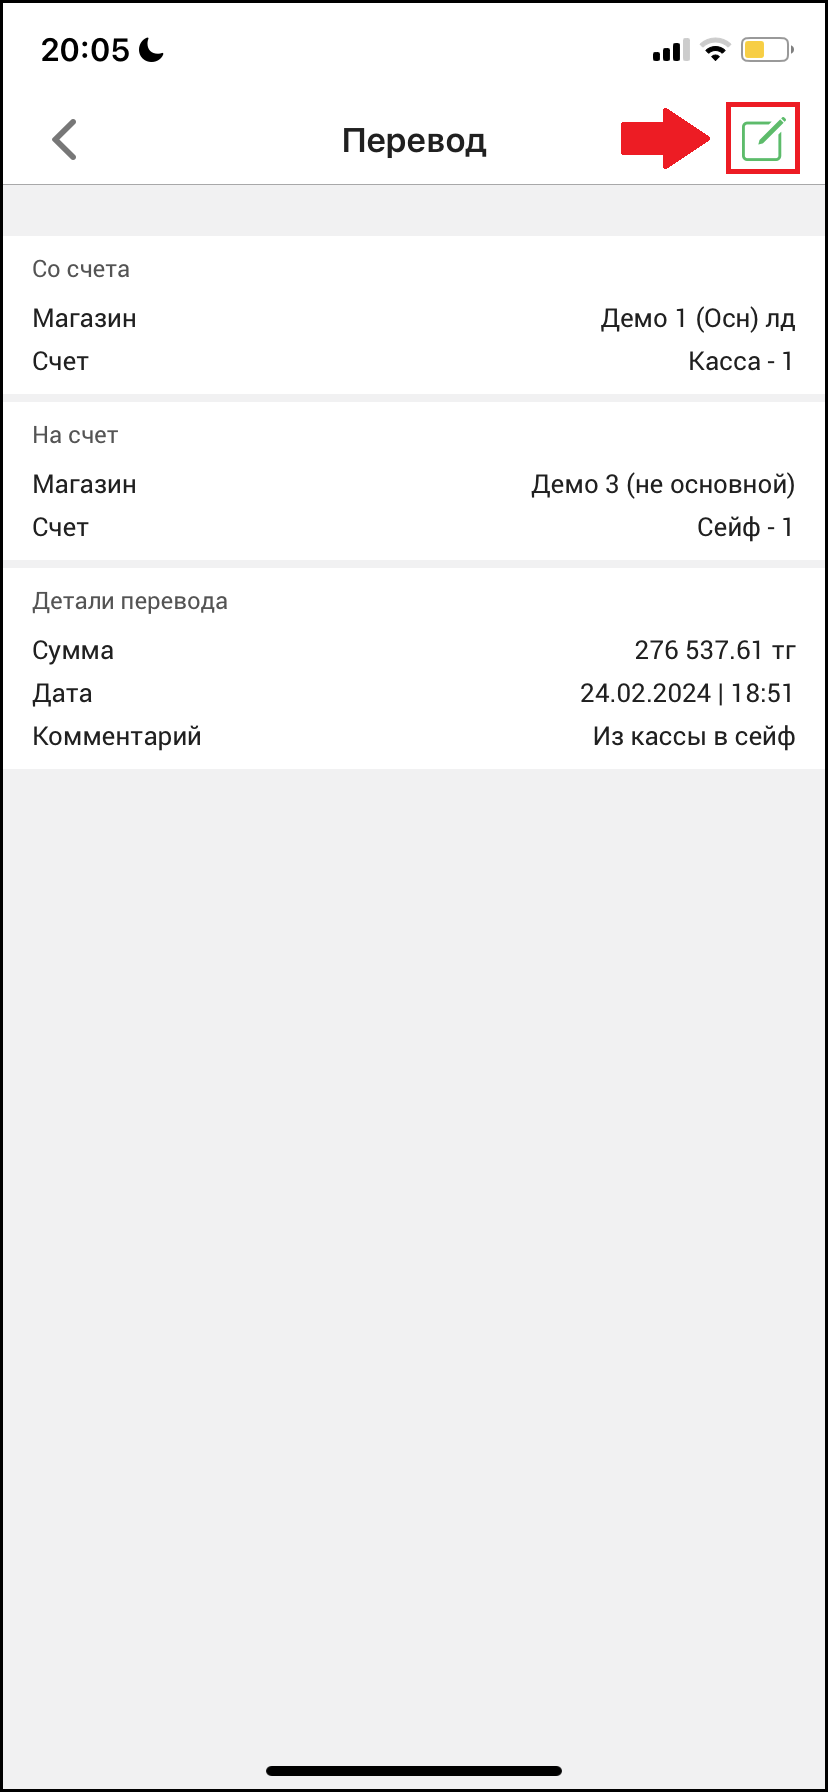 20:05
Перевод
Со счета
Магазин Демо 1 (Осн) лд
Счет Касса - 1
На счет
Магазин Демо 3 (не основной)
Счет Сейф - 1
Детали перевода
Сумма 276 537.61 тг
Дата 24.02.2024 | 18:51
Комментарий Из кассы в сейф